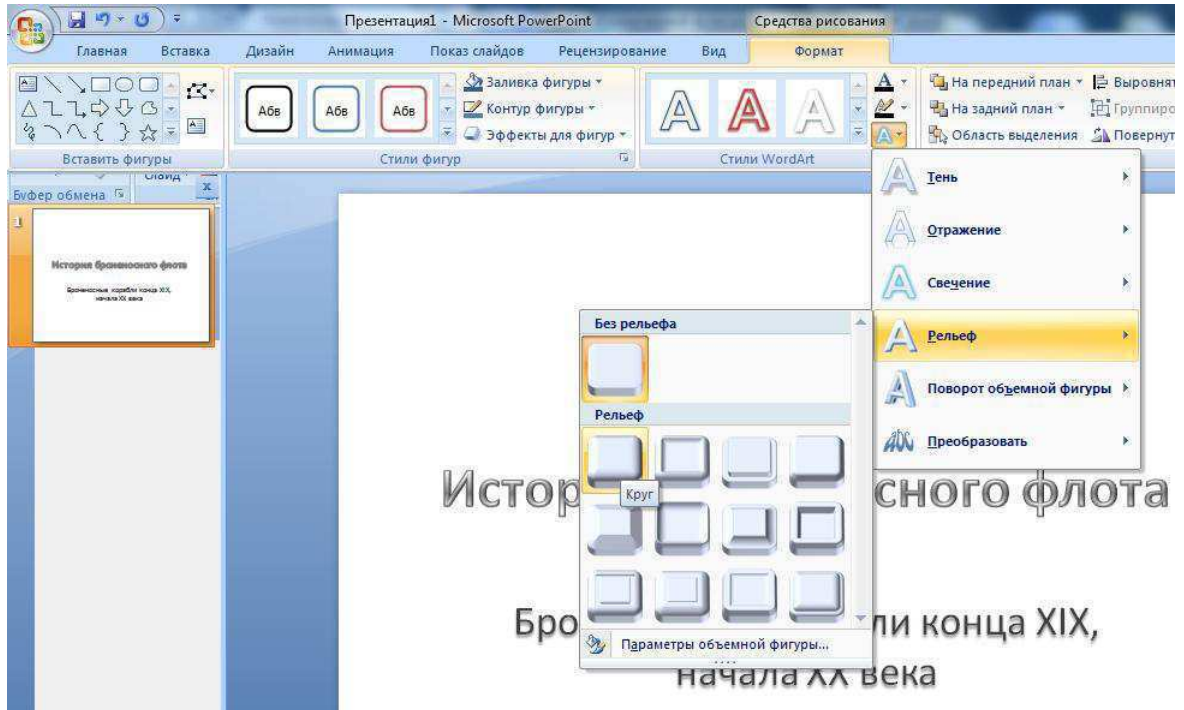 Презентация1 - Microsoft PowerPoint
Средства рисования
Главная Вставка Дизайн Анимация Показ слайдов Рецензирование Вид Формат
Абв Абв Абв
Заливка фигуры
Контур фигуры
Эффекты для фигур
На передний план
На задний план
Область выделения
Выровнят
Группиро
Повернут
Вставить фигуры
Стили фигур
Стили WordArt
Буфер обмена
1
История броненосного флота
Броненосные корабли конца XIX,
начала XX века
Тень
Отражение
Свечение
Рельеф
Поворот объемной фигуры
Преобразовать
Без рельефа
Рельеф
Круг
Параметры объемной фигуры...
Истор
сного флота
Бро
ли конца XIX,
начала XX века